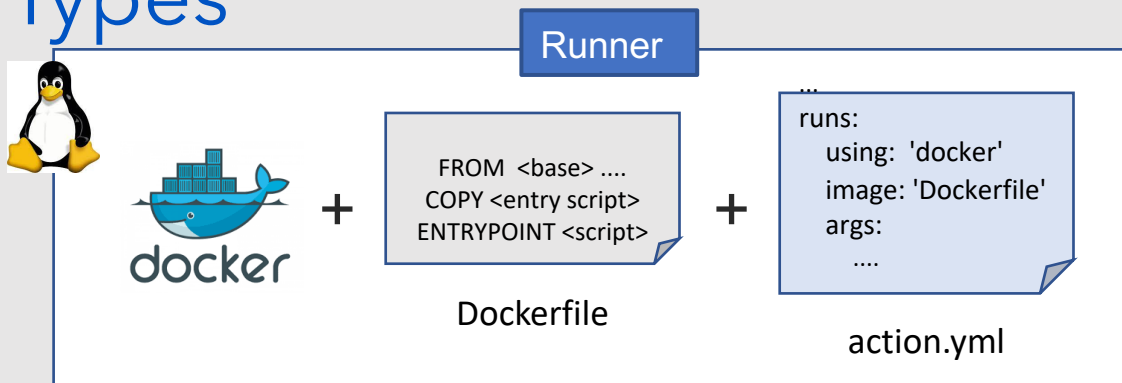 Types
Runner
docker
FROM <base> ....
COPY <entry script>
ENTRYPOINT <script>
Dockerfile
...
runs:
using: 'docker'
image: 'Dockerfile'
args:
....
action.yml